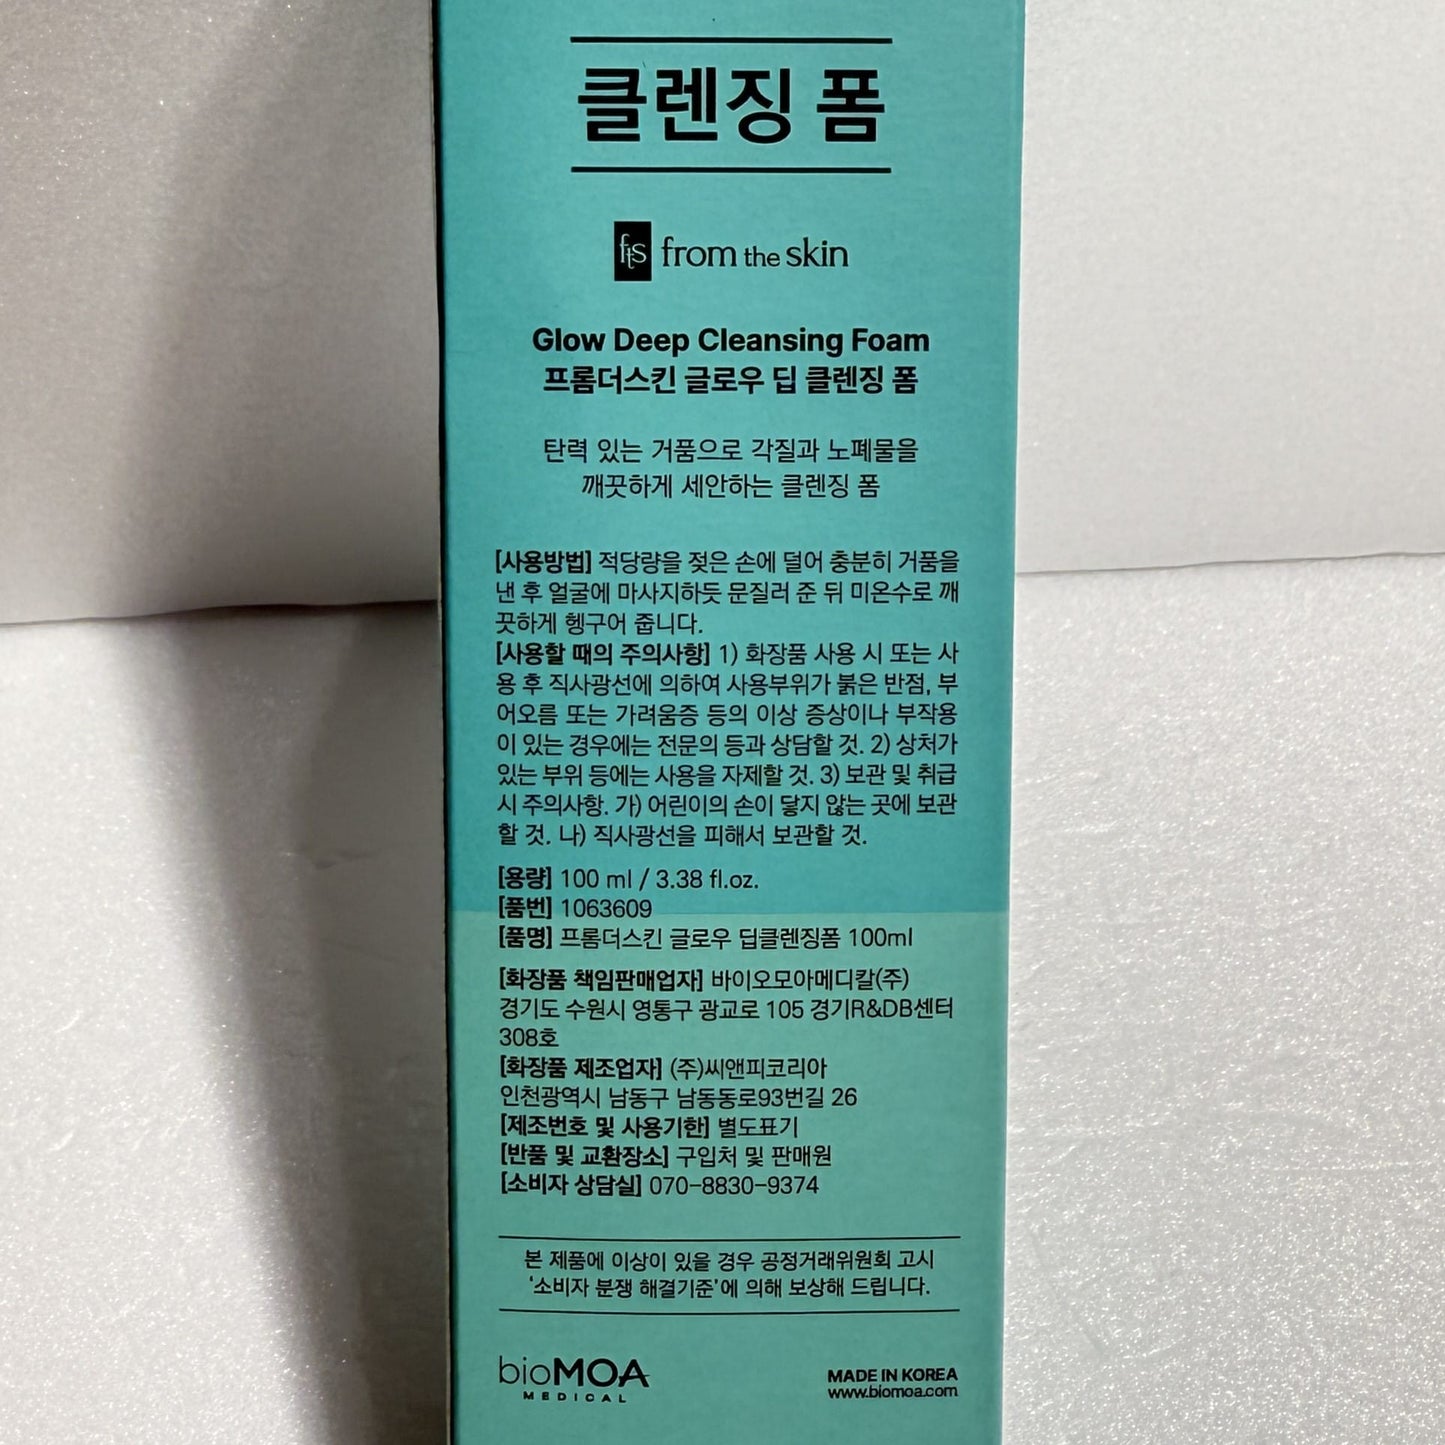 클렌징 폼
fts from the skin
Glow Deep Cleansing Foam
프롬더스킨 글로우 딥 클렌징 폼
탄력 있는 거품으로 각질과 노폐물을
깨끗하게 세안하는 클렌징 폼
[사용방법] 적당량을 젖은 손에 덜어 충분히 거품을
낸 후 얼굴에 마사지하듯 문질러 준 뒤 미온수로 깨
끗하게 헹구어 줍니다.
[사용할 때의 주의사항] 1) 화장품 사용 시 또는 사
용 후 직사광선에 의하여 사용부위가 붉은 반점, 부
어오름 또는 가려움증 등의 이상 증상이나 부작용
이 있는 경우에는 전문의 등과 상담할 것. 2) 상처가
있는 부위 등에는 사용을 자제할 것. 3) 보관 및 취급
시 주의사항. 가) 어린이의 손이 닿지 않는 곳에 보관
할 것. 나) 직사광선을 피해서 보관할 것.
[용량] 100 ml / 3.38 fl.oz.
[품번] 1063609
[품명] 프롬더스킨 글로우 딥클렌징폼 100ml
[화장품 책임판매업자] 바이오모아메디칼(주)
경기도 수원시 영통구 광교로 105 경기R&DB센터
308호
[화장품 제조업자] (주)씨앤피코리아
인천광역시 남동구 남동동로93번길 26
[제조번호 및 사용기한] 별도표기
[반품 및 교환장소] 구입처 및 판매원
[소비자 상담실] 070-8830-9374
본 제품에 이상이 있을 경우 공정거래위원회 고시
'소비자 분쟁 해결기준'에 의해 보상해 드립니다.
bioMOA
MEDICAL
MADE IN KOREA
www.biomoa.com